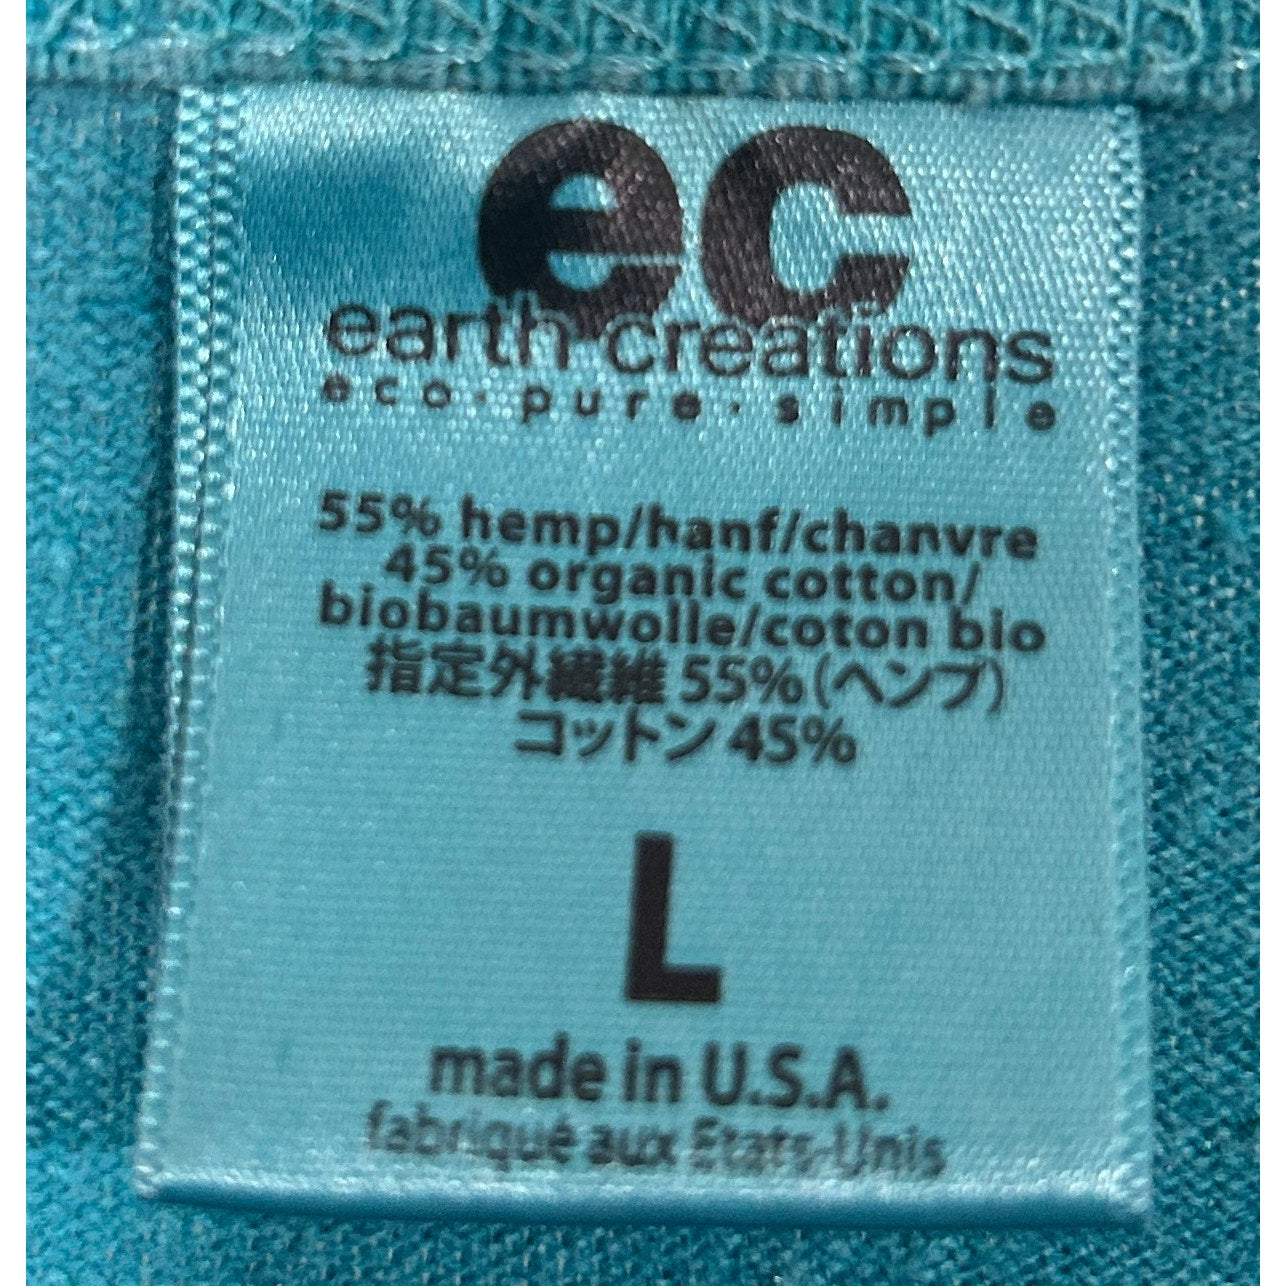 ec
earth creations
eco·pure·simple
55% hemp/hanf/chanvre
45% organic cotton/
biobaumwolle/coton bio
指定外繊維 55%(ヘンプ)
コットン 45%
L
made in U.S.A.
fabriqué aux Etats-Unis